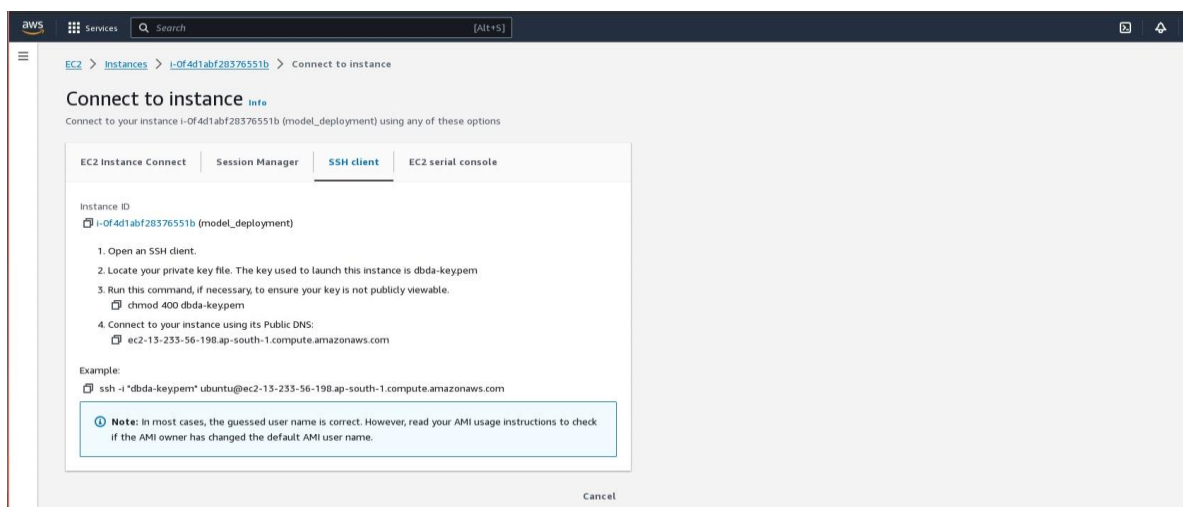 aws
Services
Search
[Alt+S]
EC2 > Instances > i-0f4d1abf28376551b > Connect to instance
Connect to instance Info
Connect to your instance i-0f4d1abf28376551b (model_deployment) using any of these options
EC2 Instance Connect
Session Manager
SSH client
EC2 serial console
Instance ID
i-0f4d1abf28376551b (model_deployment)
1. Open an SSH client.
2. Locate your private key file. The key used to launch this instance is dbda-key.pem
3. Run this command, if necessary, to ensure your key is not publicly viewable.
chmod 400 dbda-key.pem
4. Connect to your instance using its Public DNS:
ec2-13-233-56-198.ap-south-1.compute.amazonaws.com
Example:
ssh -i "dbda-key.pem" ubuntu@ec2-13-233-56-198.ap-south-1.compute.amazonaws.com
Note: In most cases, the guessed user name is correct. However, read your AMI usage instructions to check
if the AMI owner has changed the default AMI user name.
Cancel